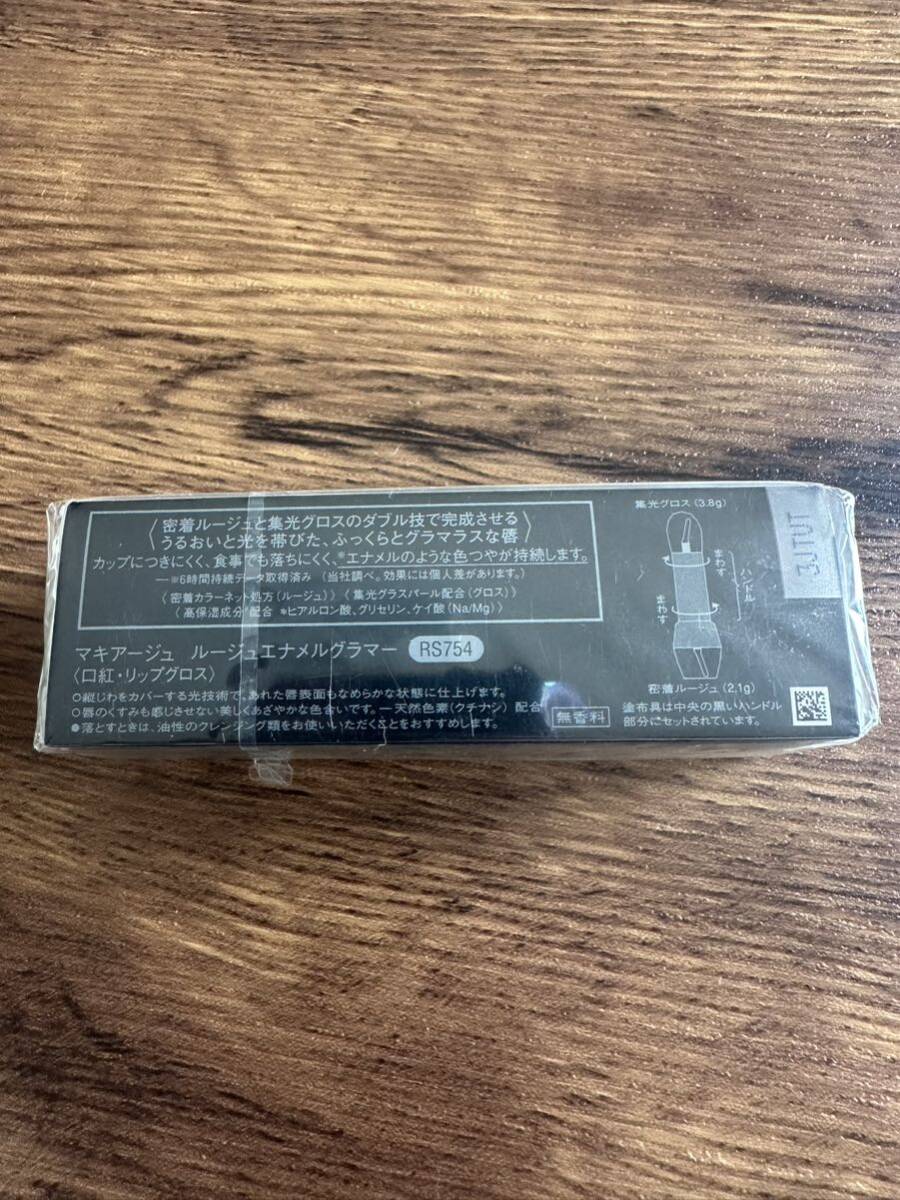 密着ルージュと集光グロスのダブル技で完成させる
うるおいと光を帯びた、ふっくらとグラマラスな唇
カップにつきにくく、食事でも落ちにくく、※エナメルのような色つやが持続します。
―※6時間持続データ取得済み (当社調べ。効果には個人差があります。)
〈密着カラーネット処方(ルージュ)〉〈集光グラスパール配合(グロス)〉
〈高保湿成分*配合 *ヒアルロン酸、グリセリン、ケイ酸(Na/Mg)〉
マキアージュ ルージュエナメルグラマー RS754
〈口紅・リップグロス〉
○縦じわをカバーする光技術で、あれた唇表面もなめらかな状態に仕上げます。
○唇のくすみも感じさせない美しくあざやかな色合いです。―天然色素(クチナシ)配合 無香料
●落とすときは、油性のクレンジング類をお使いいただくことをおすすめします。
集光グロス(3.8g)
まわす
ハンドル
まわす
密着ルージュ(2.1g)
塗布具は中央の黒いハンドル
部分にセットされています。
3JTUT